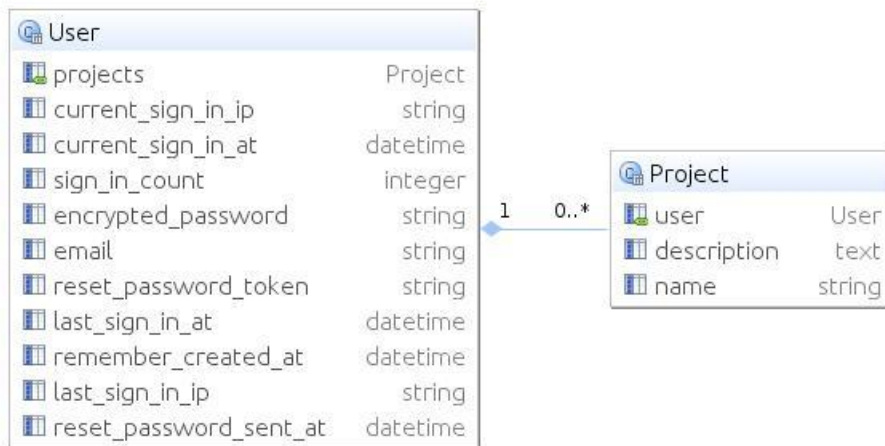 User
projects Project
current_sign_in_ip string
current_sign_in_at datetime
sign_in_count integer
encrypted_password string
email string
reset_password_token string
last_sign_in_at datetime
remember_created_at datetime
last_sign_in_ip string
reset_password_sent_at datetime
1 0..*
Project
user User
description text
name string